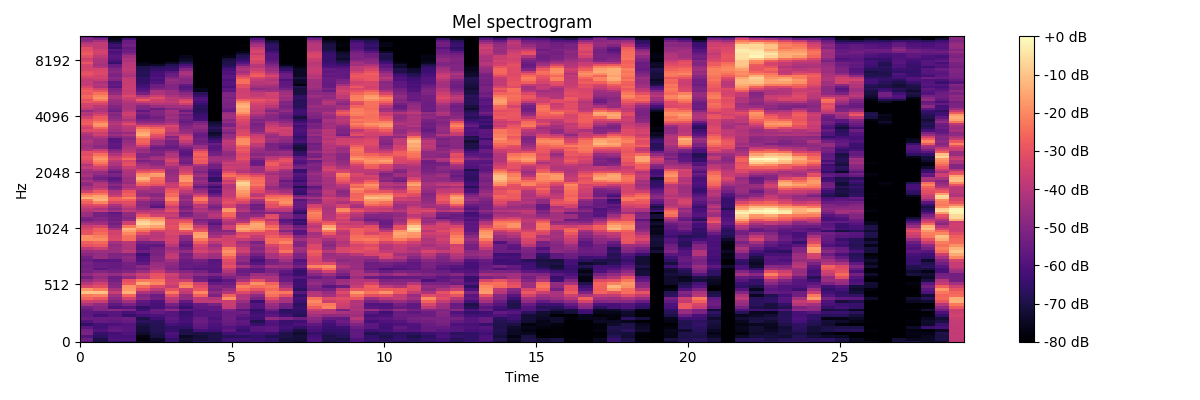 Mel spectrogram
+0 dB
8192
-10 dB
4096
-20 dB
-30 dB
Hz
2048
-40 dB
1024
-50 dB
-60 dB
512
-70 dB
0
-80 dB
0 5 10 15 20 25
Time